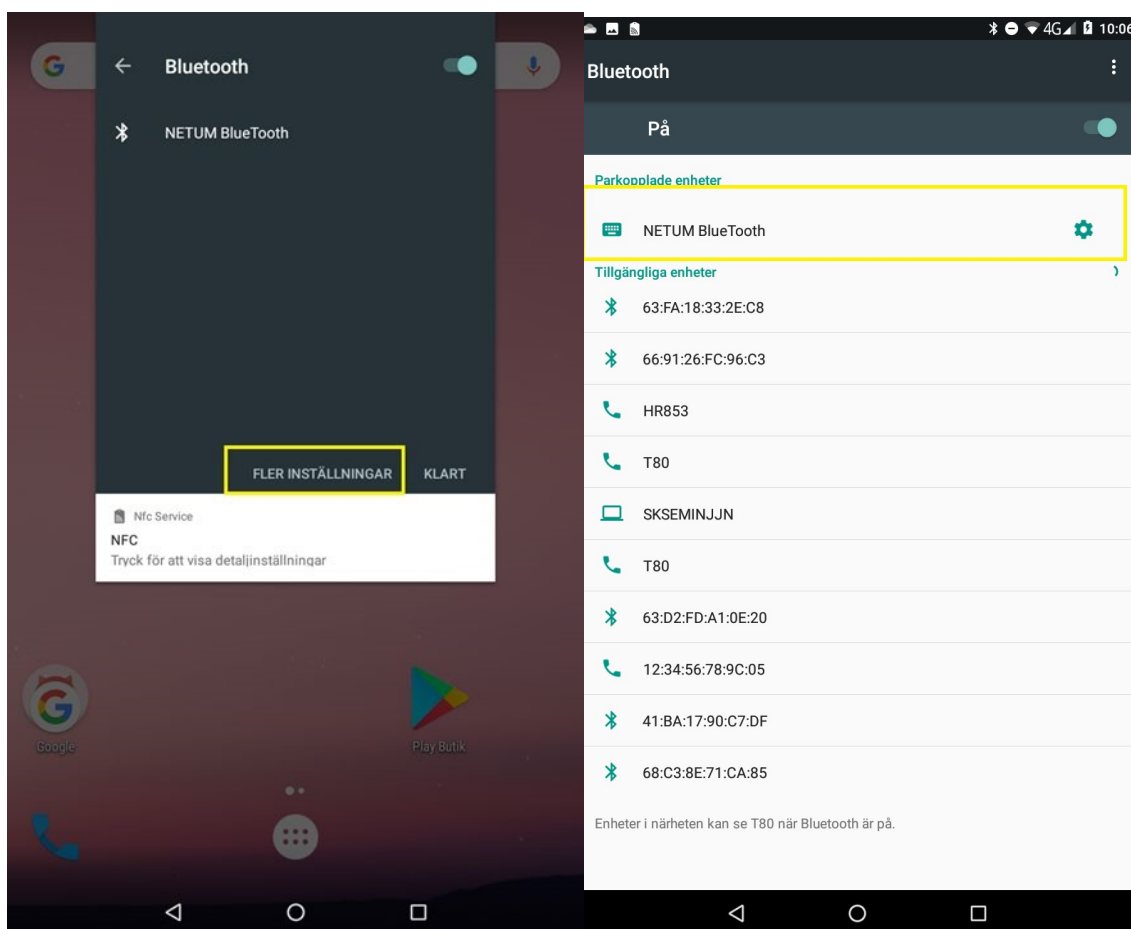 Bluetooth
NETUM BlueTooth
FLER INSTÄLLNINGAR
KLART
Nfc Service
NFC
Tryck för att visa detaljinställningar
Google
Play Butik
4G
10:06
Bluetooth
På
Parkopplade enheter
NETUM BlueTooth
Tillgängliga enheter
63:FA:18:33:2E:C8
66:91:26:FC:96:C3
HR853
T80
SKSEMINJJN
T80
63:D2:FD:A1:0E:20
12:34:56:78:9C:05
41:BA:17:90:C7:DF
68:C3:8E:71:CA:85
Enheter i närheten kan se T80 när Bluetooth är på.